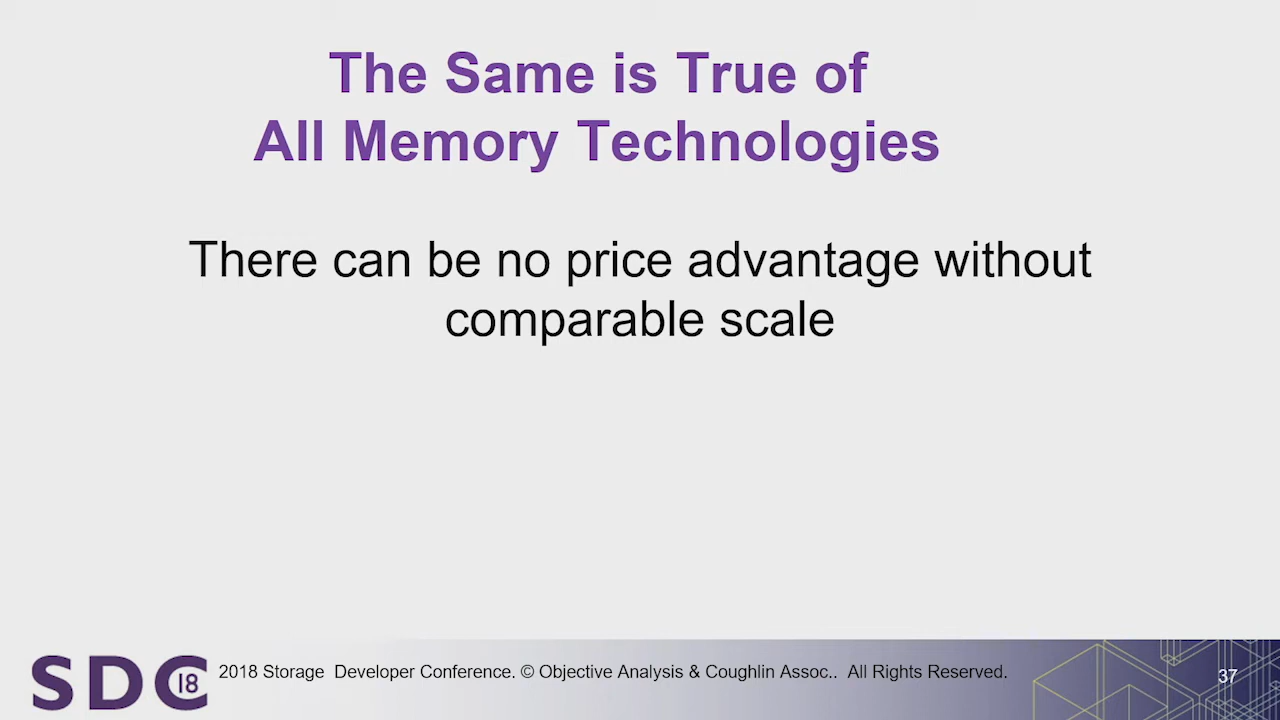 The Same is True of
All Memory Technologies
There can be no price advantage without
comparable scale
SDC 18
2018 Storage  Developer Conference. © Objective Analysis & Coughlin Assoc..  All Rights Reserved.
37